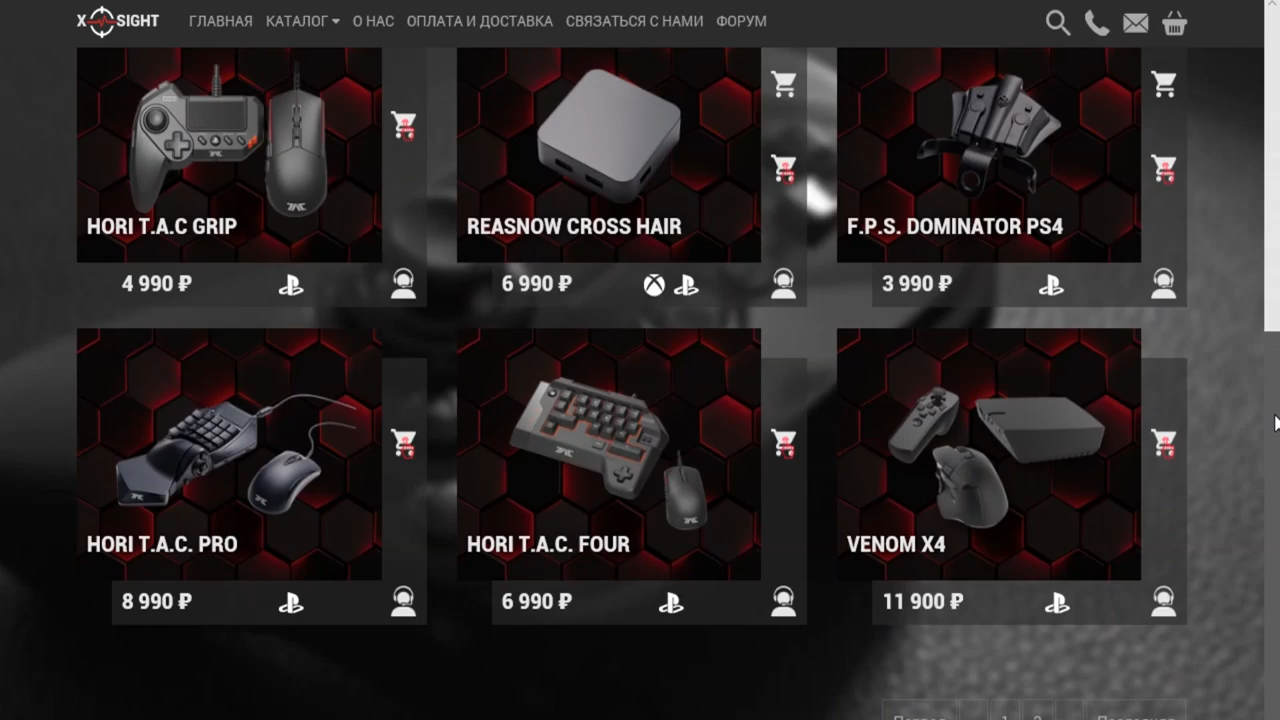 X SIGHT ГЛАВНАЯ КАТАЛОГ О НАС ОПЛАТА И ДОСТАВКА СВЯЗАТЬСЯ С НАМИ ФОРУМ
HORI T.A.C GRIP
REASNOW CROSS HAIR
F.P.S. DOMINATOR PS4
4 990 ₽
6 990 ₽
3 990 ₽
HORI T.A.C. PRO
HORI T.A.C. FOUR
VENOM X4
8 990 ₽
6 990 ₽
11 900 ₽